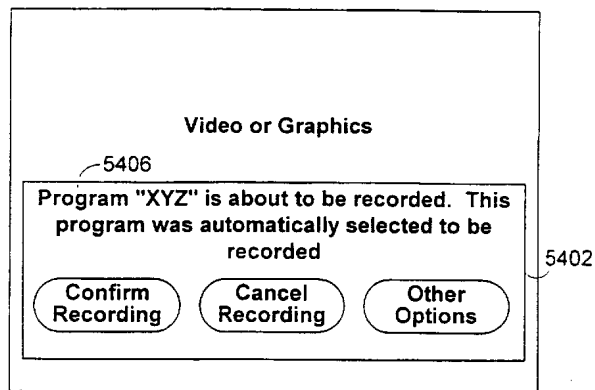 Video or Graphics
5406
Program "XYZ" is about to be recorded. This
program was automatically selected to be
recorded
5402
Confirm
Recording
Cancel
Recording
Other
Options